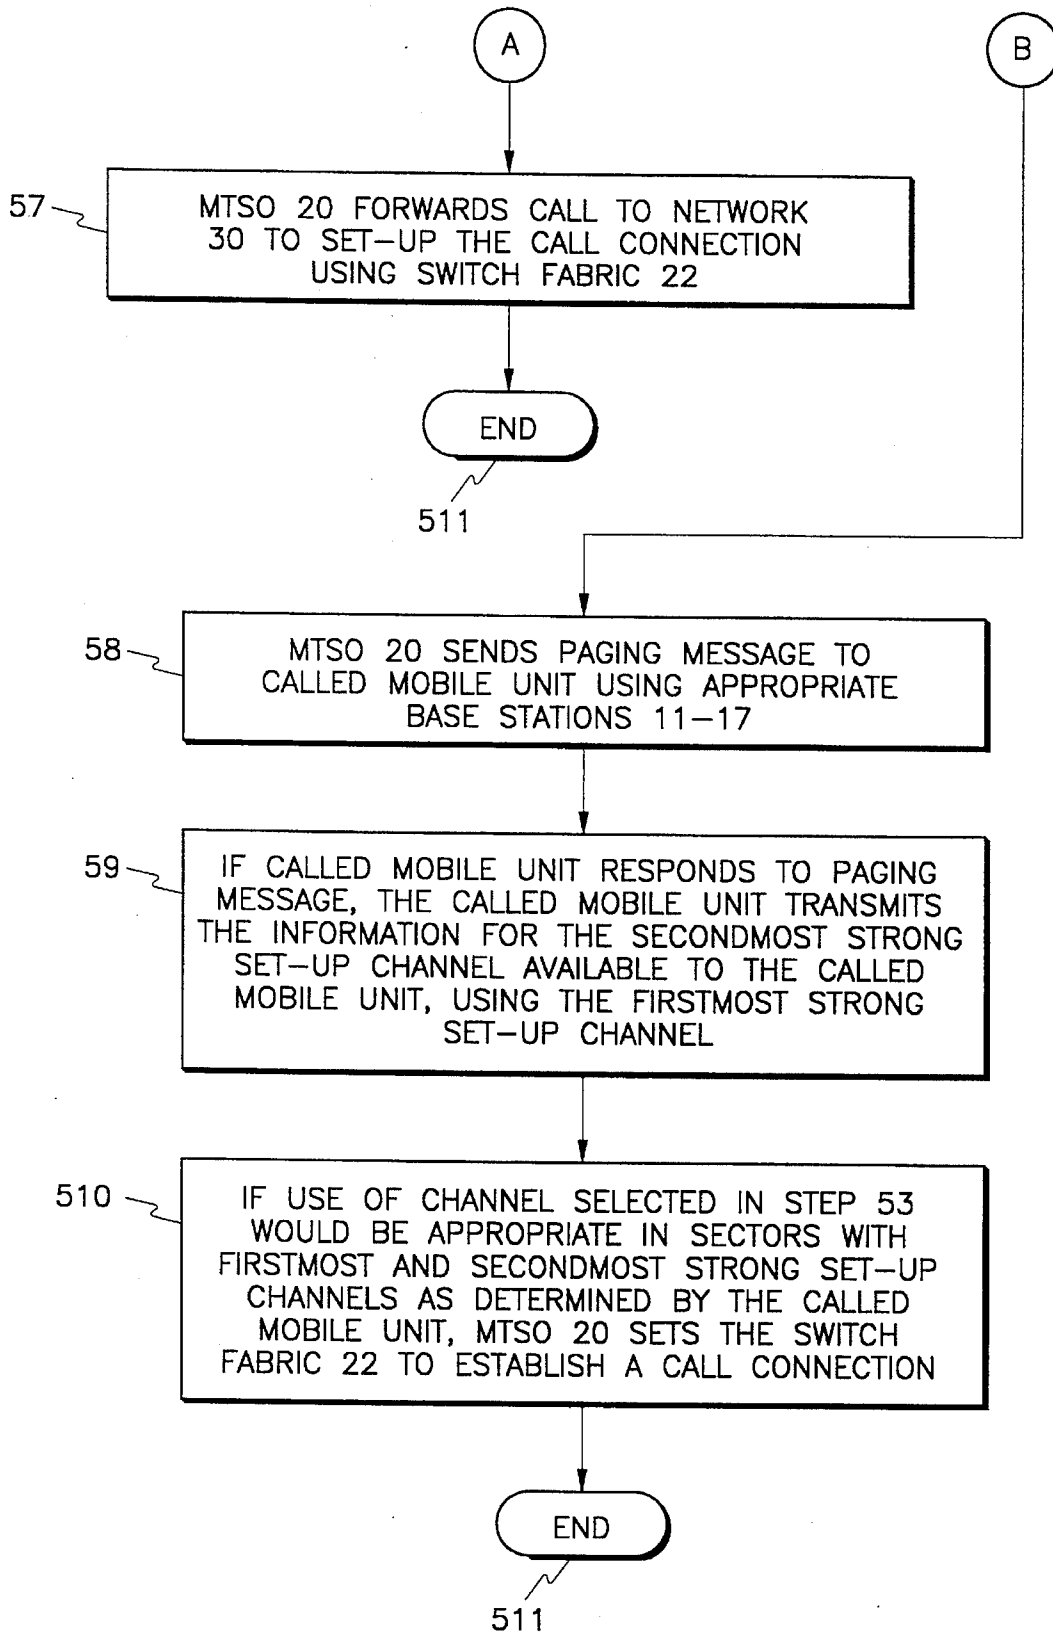 A
B
57
MTSO 20 FORWARDS CALL TO NETWORK
30 TO SET-UP THE CALL CONNECTION
USING SWITCH FABRIC 22
END
511
58
MTSO 20 SENDS PAGING MESSAGE TO
CALLED MOBILE UNIT USING APPROPRIATE
BASE STATIONS 11-17
59
IF CALLED MOBILE UNIT RESPONDS TO PAGING
MESSAGE, THE CALLED MOBILE UNIT TRANSMITS
THE INFORMATION FOR THE SECONDMOST STRONG
SET-UP CHANNEL AVAILABLE TO THE CALLED
MOBILE UNIT, USING THE FIRSTMOST STRONG
SET-UP CHANNEL
510
IF USE OF CHANNEL SELECTED IN STEP 53
WOULD BE APPROPRIATE IN SECTORS WITH
FIRSTMOST AND SECONDMOST STRONG SET-UP
CHANNELS AS DETERMINED BY THE CALLED
MOBILE UNIT, MTSO 20 SETS THE SWITCH
FABRIC 22 TO ESTABLISH A CALL CONNECTION
END
511